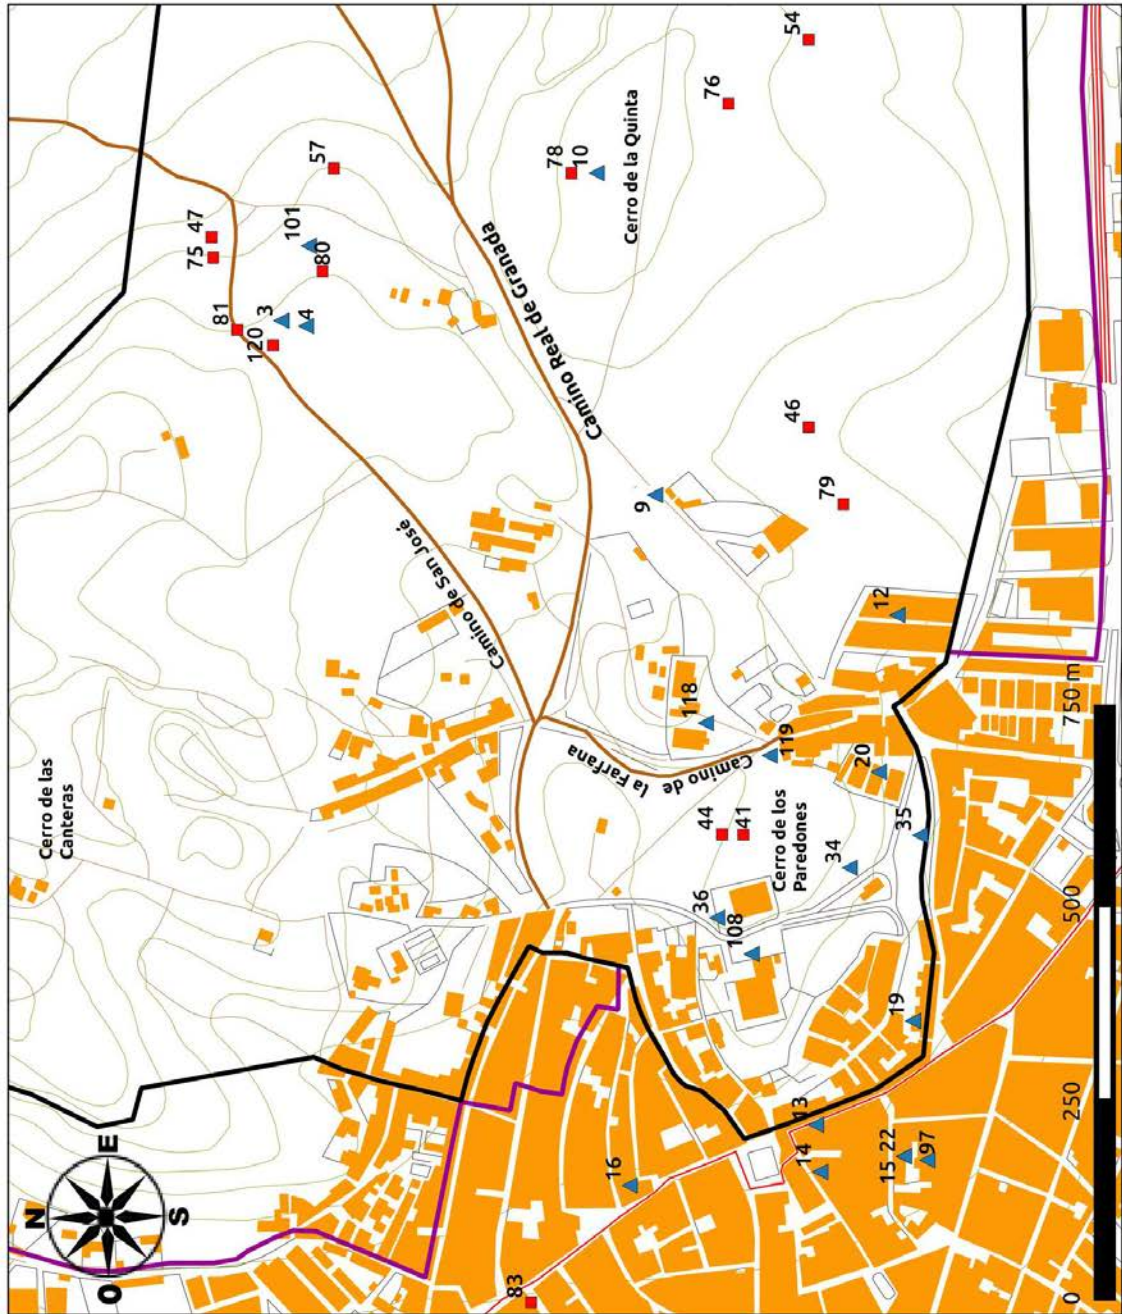 N
Cerro de las
Canteras
O E
S
75 47
81
120
3
101
4
57
80
Camino de San José
83
Camino Real de Granada
78
10
16
Camino de
la Farfana
Cerro de la Quinta
9
118
36
44
76
108
41
Cerro de los
Paredones
119
46
54
13
14
79
34
20
12
15 22
19
35
97
0 250 500 750 m